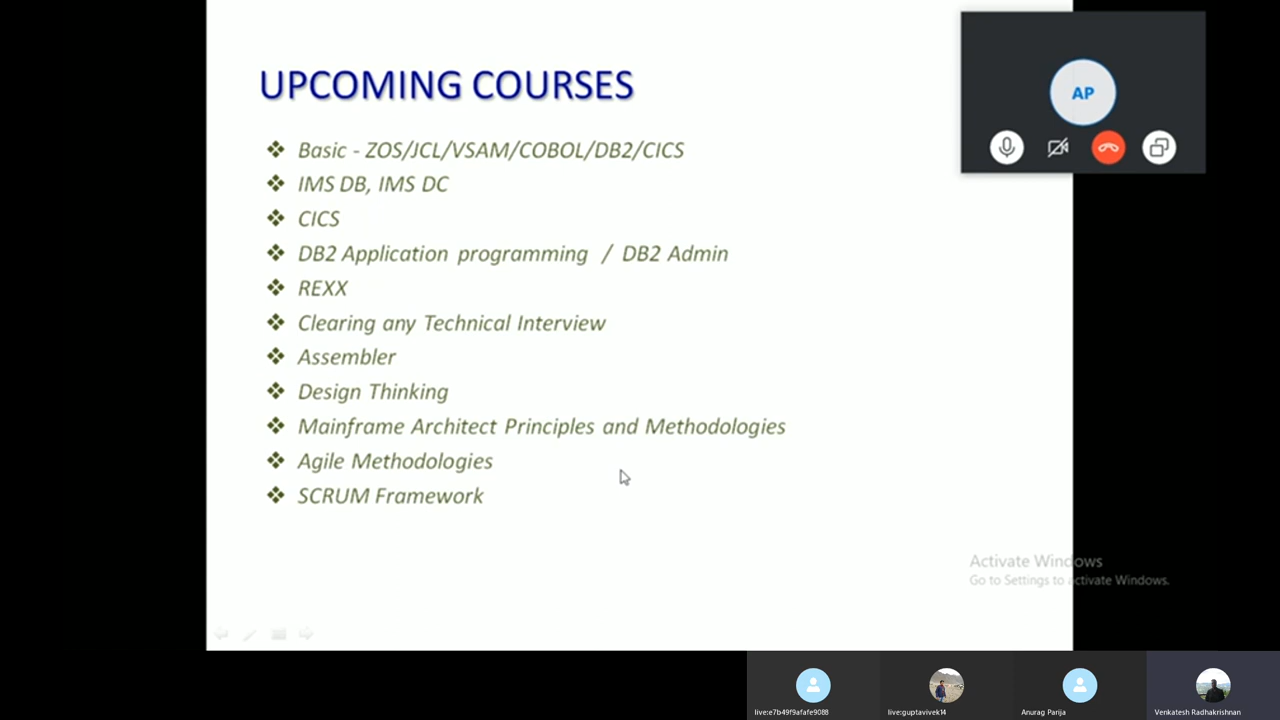 UPCOMING COURSES
AP
Basic - ZOS/JCL/VSAM/COBOL/DB2/CICS
IMS DB, IMS DC
CICS
DB2 Application programming / DB2 Admin
REXX
Clearing any Technical Interview
Assembler
Design Thinking
Mainframe Architect Principles and Methodologies
Agile Methodologies
SCRUM Framework
Activate Windows
Go to Settings to activate Windows.
live:e7b49f9afafe9088
live:guptavivek14
Anurag Parija
Venkatesh Radhakrishnan